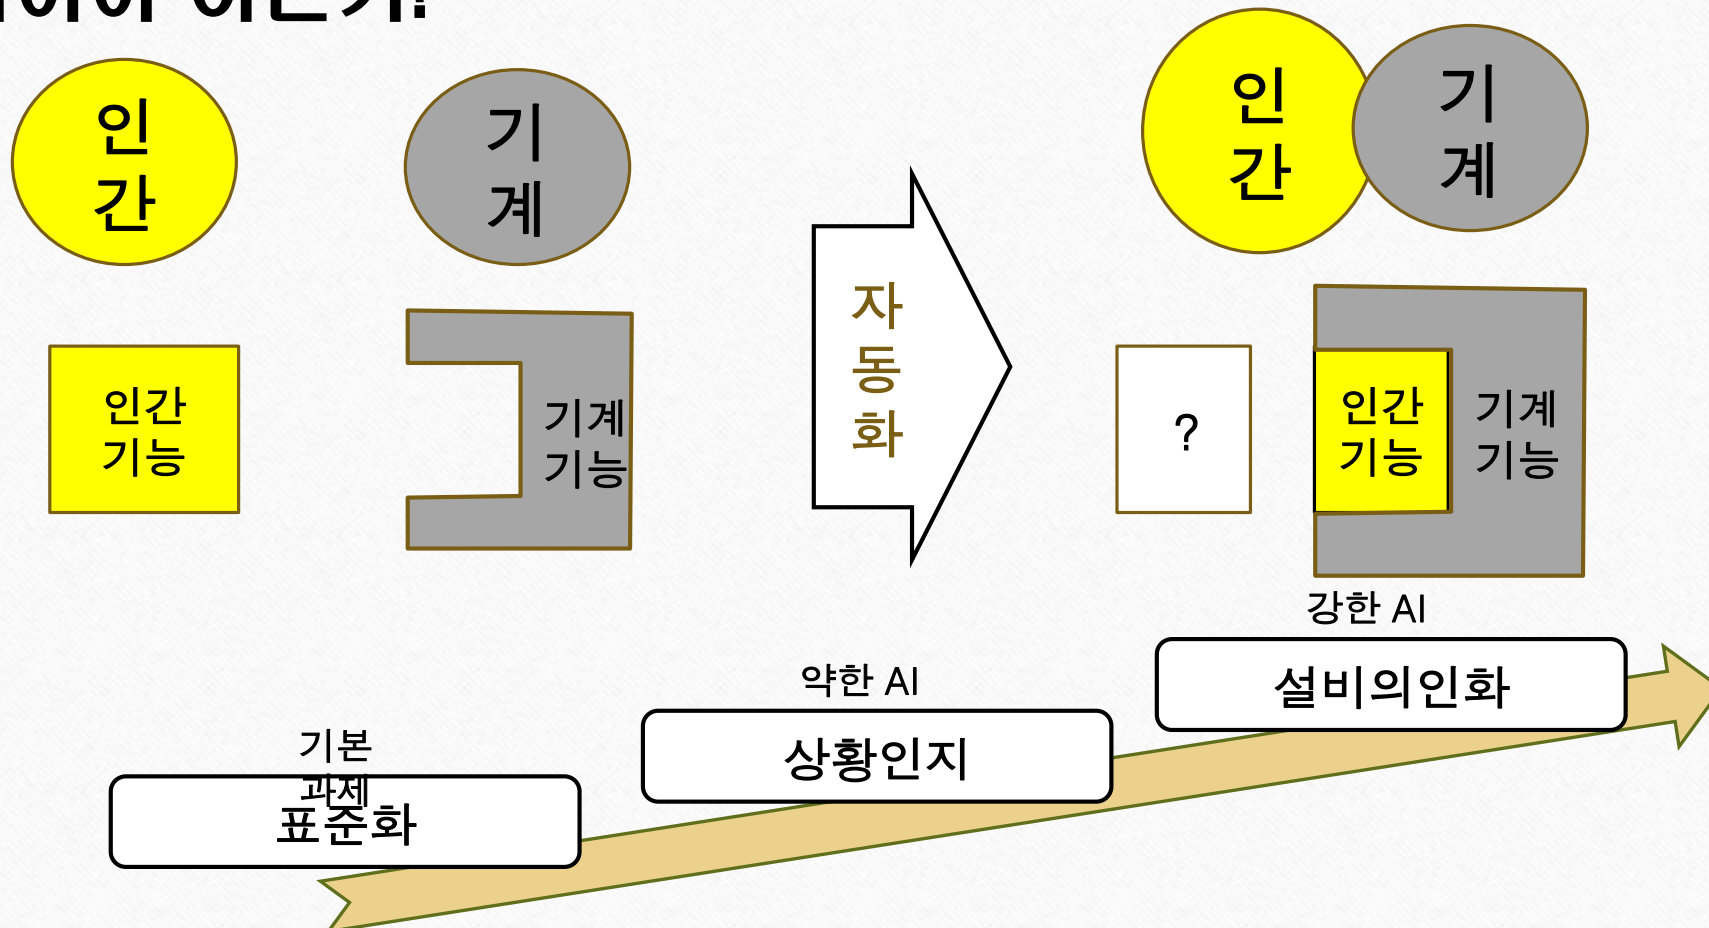 인
간
기
계
인
간
기
계
자
동
화
인간
기능
기계
기능
?
인간
기능
기계
기능
강한 AI
설비의인화
약한 AI
상황인지
기본
과제
표준화